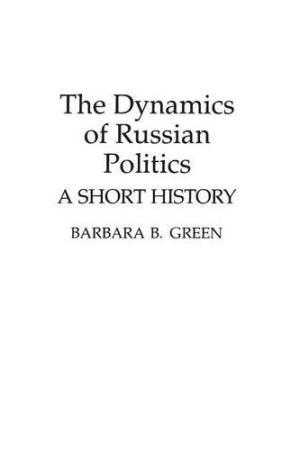 The Dynamics
of Russian
Politics
A SHORT HISTORY
BARBARA B. GREEN